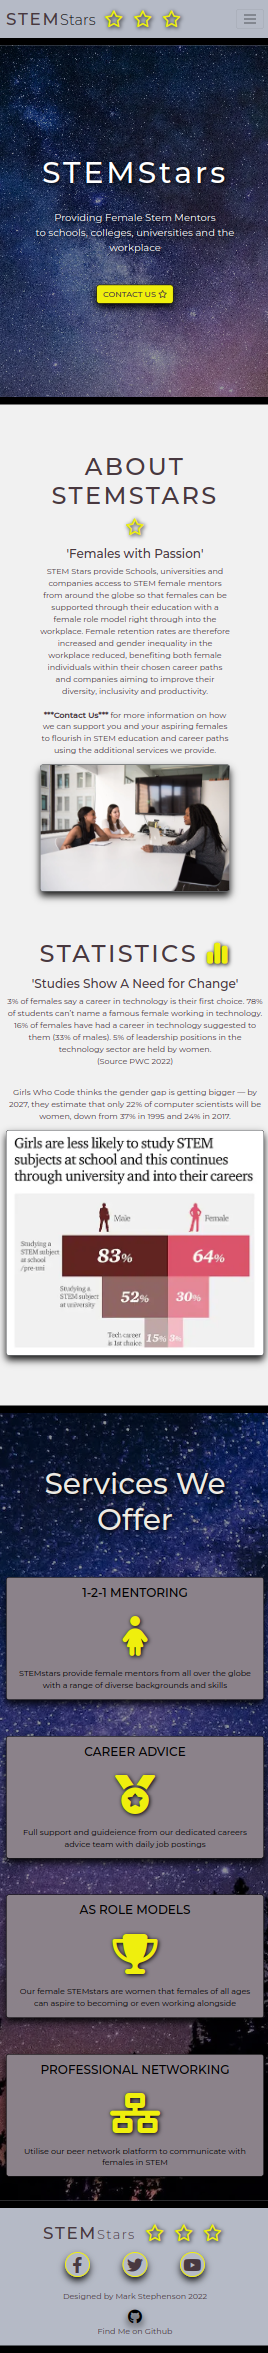 STEMStars
STEMStars
Providing Female Stem Mentors
to schools, colleges, universities and the
workplace
CONTACT US
ABOUT
STEMSTARS
'Females with Passion'
STEM Stars provide Schools, universities and
companies access to STEM female mentors
from around the globe so that females can be
supported through their education with a
female role model right through into the
workplace. Female retention rates are therefore
increased and gender inequality in the
workplace reduced, benefiting both female
individuals within their chosen career paths
and companies aiming to improve their
diversity, inclusivity and productivity.
***Contact Us*** for more information on how
we can support you and your aspiring females
to flourish in STEM education and career paths
using the additional services we provide.
STATISTICS
'Studies Show A Need for Change'
3% of females say a career in technology is their first choice. 78%
of students can't name a famous female working in technology.
16% of females have had a career in technology suggested to
them (33% of males). 5% of leadership positions in the
technology sector are held by women.
(Source PWC 2022)
Girls Who Code thinks the gender gap is getting bigger — by
2027, they estimate that only 22% of computer scientists will be
women, down from 37% in 1995 and 24% in 2017.
Girls are less likely to study STEM
subjects at school and this continues
through university and into their careers
Male Female
Studying a
STEM subject
at school
/pre-uni
83% 64%
Studying a
STEM subject
at university
52% 30%
Tech career
is 1st choice
15% 3%
Services We
Offer
1-2-1 MENTORING
STEMstars provide female mentors from all over the globe
with a range of diverse backgrounds and skills
CAREER ADVICE
Full support and guideience from our dedicated careers
advice team with daily job postings
AS ROLE MODELS
Our female STEMstars are women that females of all ages
can aspire to becoming or even working alongside
PROFESSIONAL NETWORKING
Utilise our peer network platform to communicate with
females in STEM
STEMStars
Designed by Mark Stephenson 2022
Find Me on Github